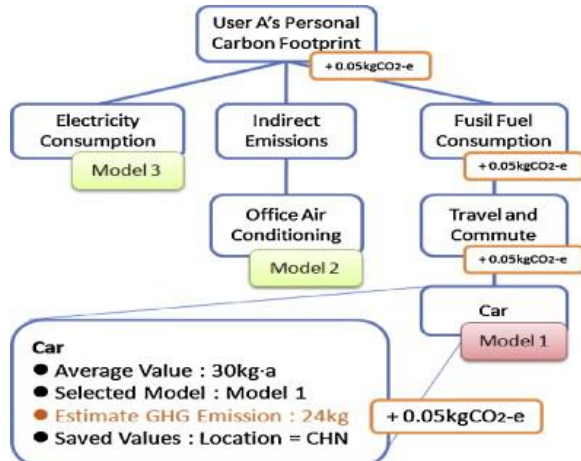 User A's Personal
Carbon Footprint
+ 0.05kgCO2-e
Electricity
Consumption
Model 3
Indirect
Emissions
Fusil Fuel
Consumption
+ 0.05kgCO2-e
Office Air
Conditioning
Model 2
Travel and
Commute
+ 0.05kgCO2-e
Car
Model 1
Car
● Average Value : 30kg·a
● Selected Model : Model 1
● Estimate GHG Emission : 24kg
● Saved Values : Location = CHN
+ 0.05kgCO2-e